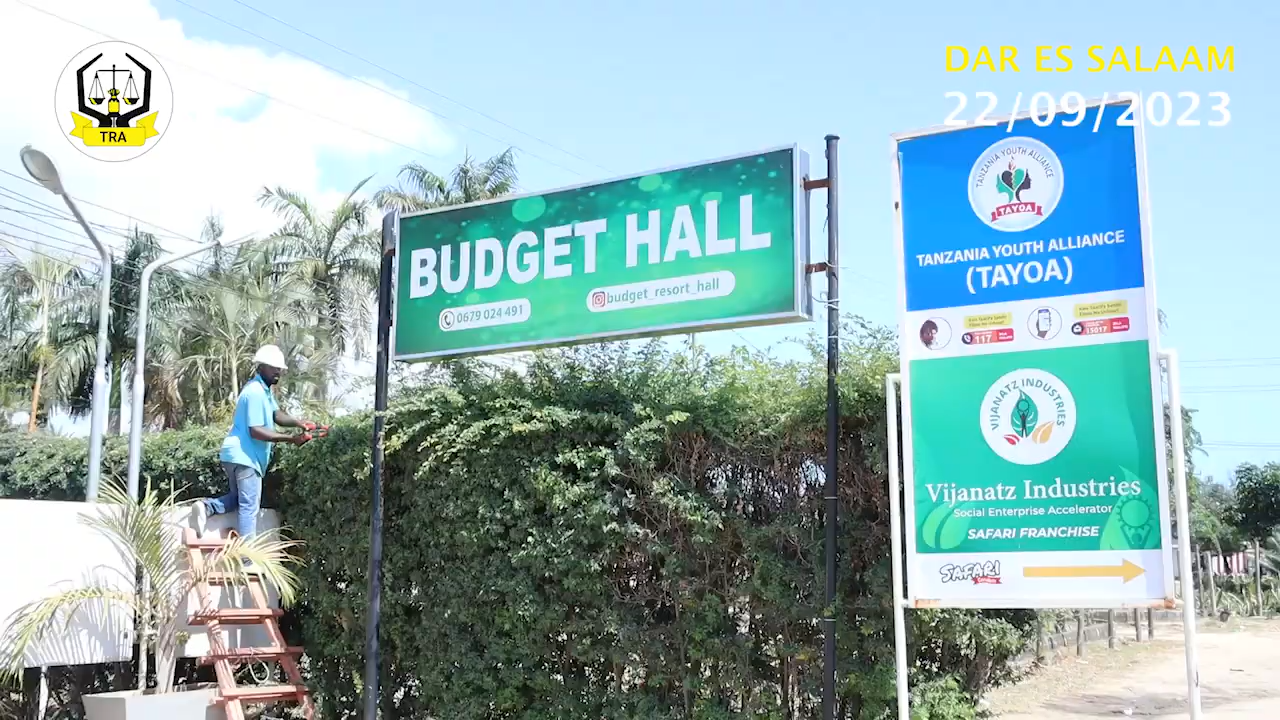 TRA
DAR ES SALAAM
22/09/2023
BUDGET HALL
0679 024 491
budget_resort_hall
TANZANIA YOUTH ALLIANCE
TAYOA
TANZANIA YOUTH ALLIANCE
(TAYOA)
117
15017
VIJANATZ INDUSTRIES
Vijanatz Industries
Social Enterprise Accelerator
SAFARI FRANCHISE
SAFARI